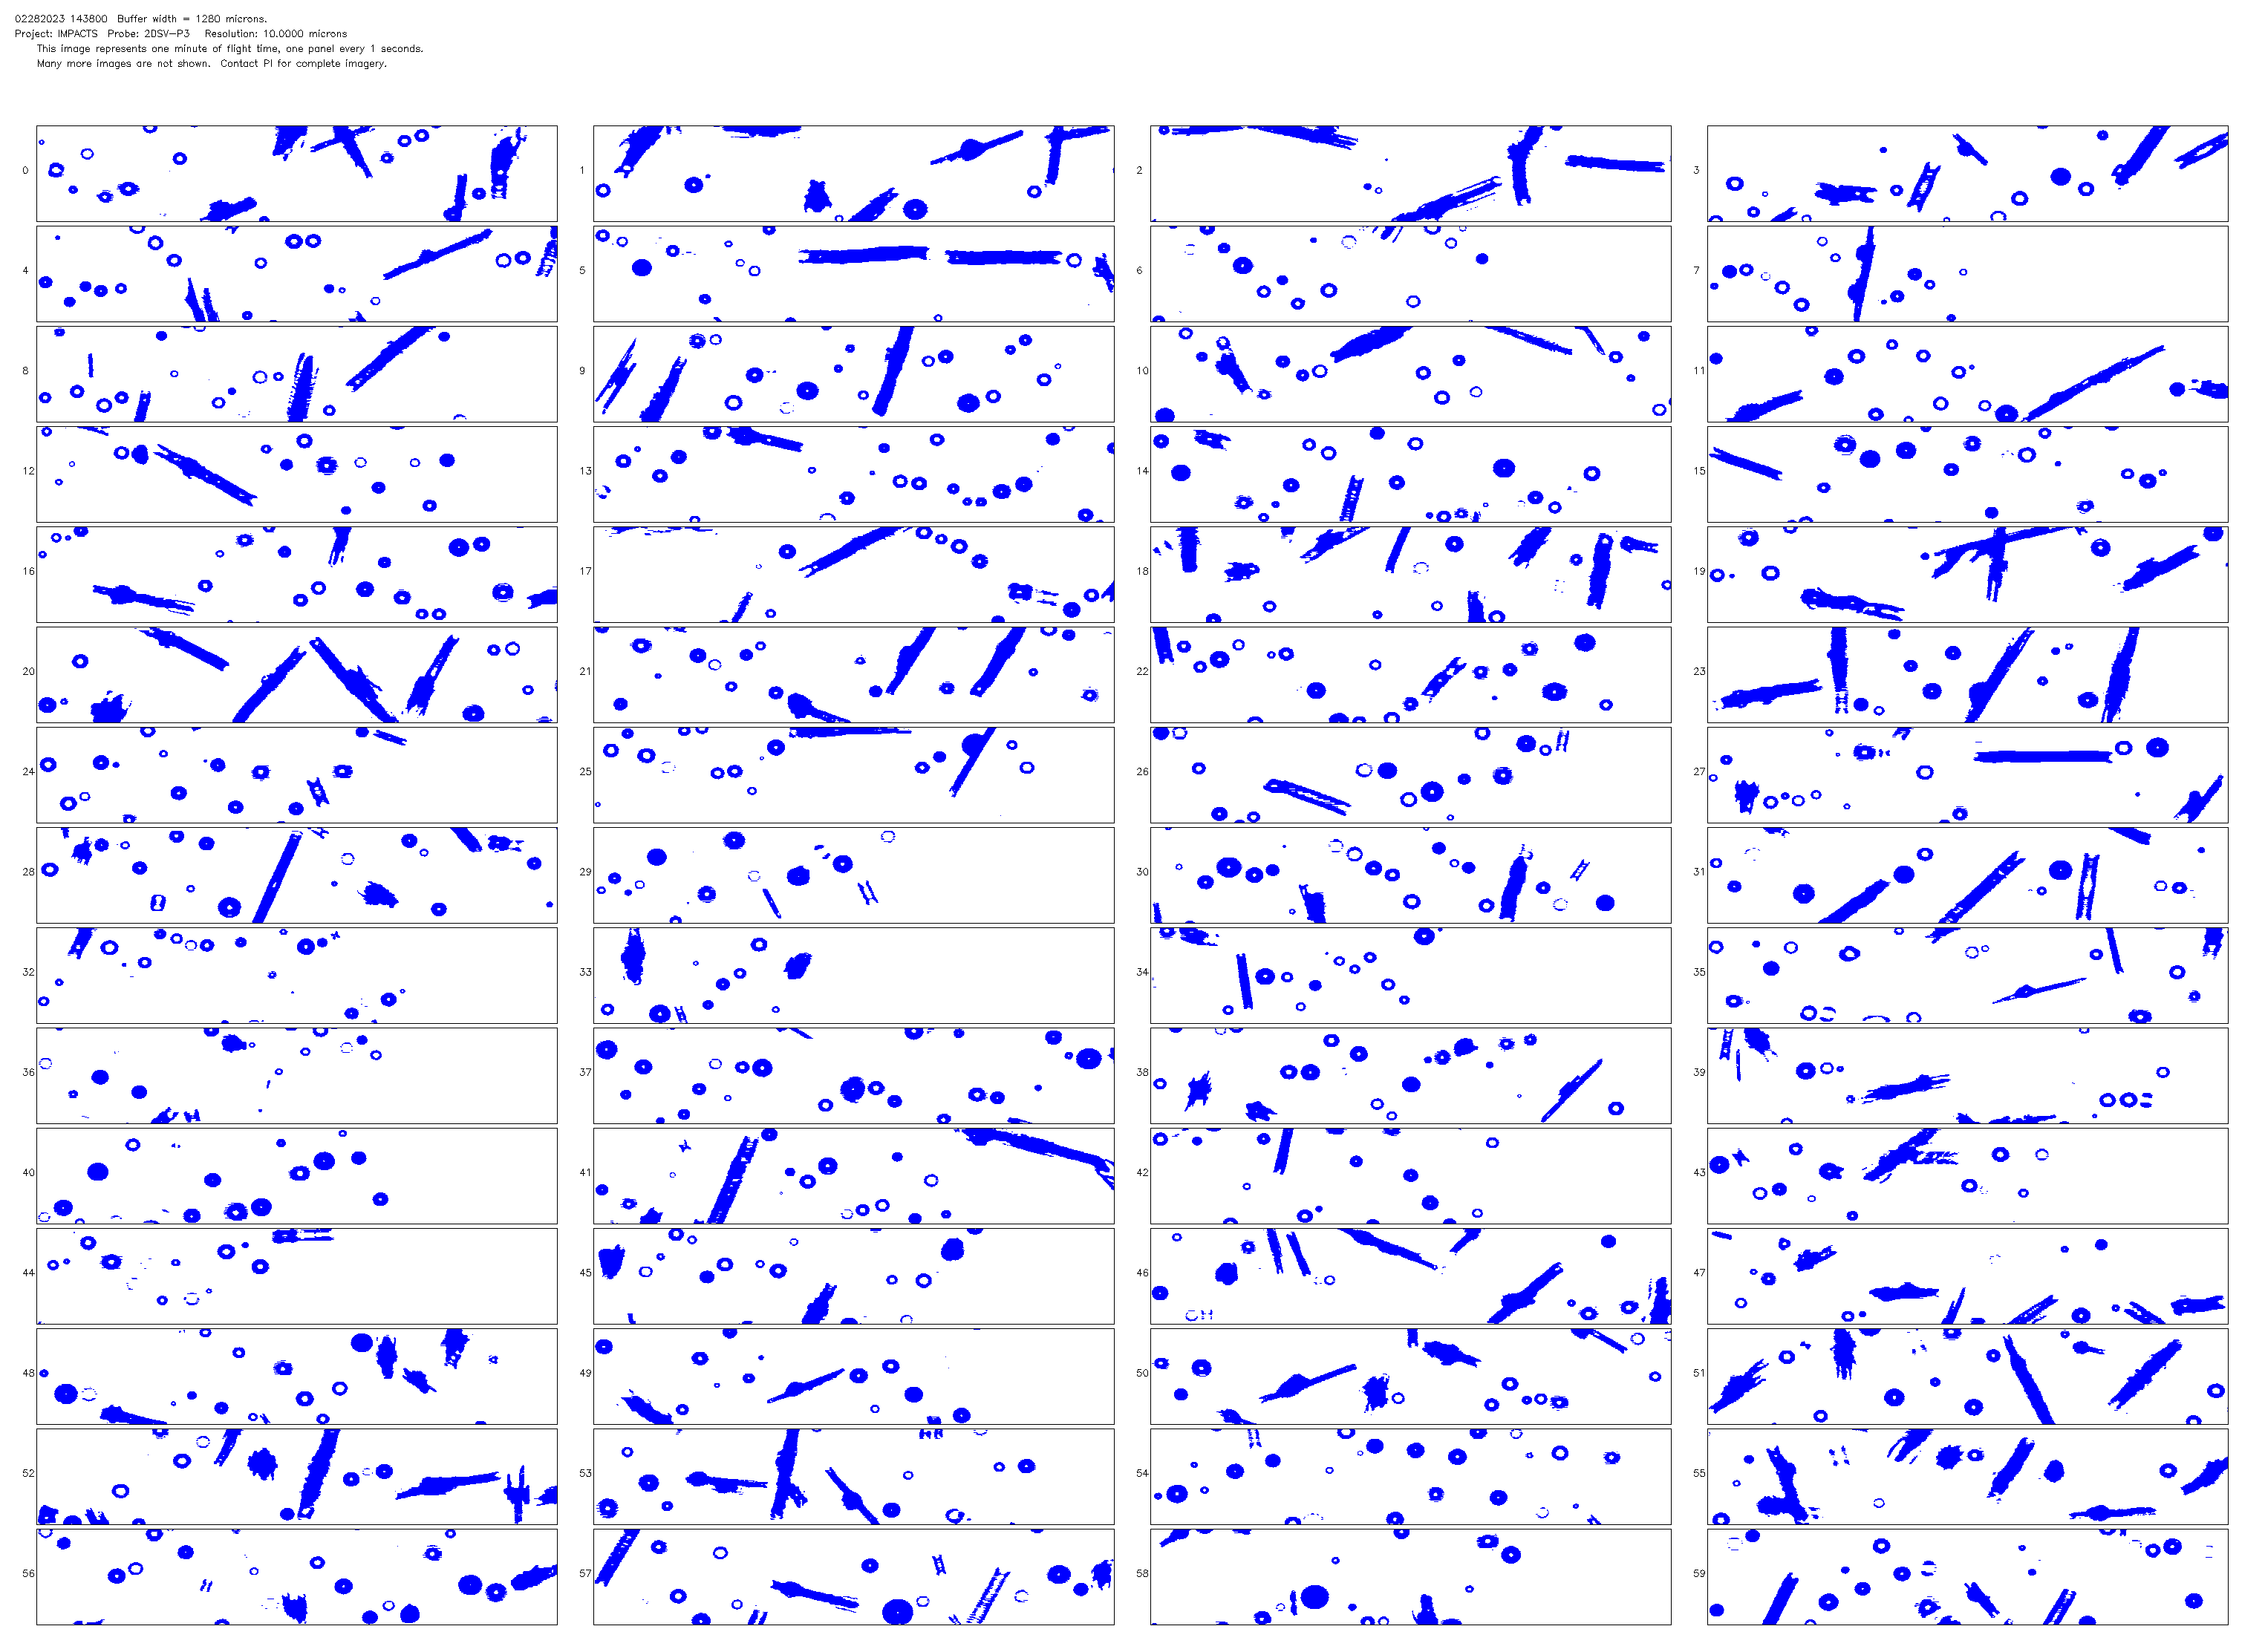 02282023 143800 Buffer width = 1280 microns.
Project: IMPACTS Probe: 2DSV-P3 Resolution: 10.0000 microns
This image represents one minute of flight time, one panel every 1 seconds.
Many more images are not shown. Contact PI for complete imagery.
0 1 2 3
4 5 6 7
8 9 10 11
12 13 14 15
16 17 18 19
20 21 22 23
24 25 26 27
28 29 30 31
32 33 34 35
36 37 38 39
40 41 42 43
44 45 46 47
48 49 50 51
52 53 54 55
56 57 58 59